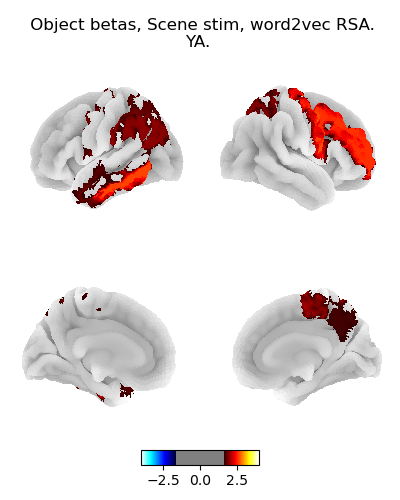 Object betas, Scene stim, word2vec RSA.
YA.
−2.5 0.0 2.5